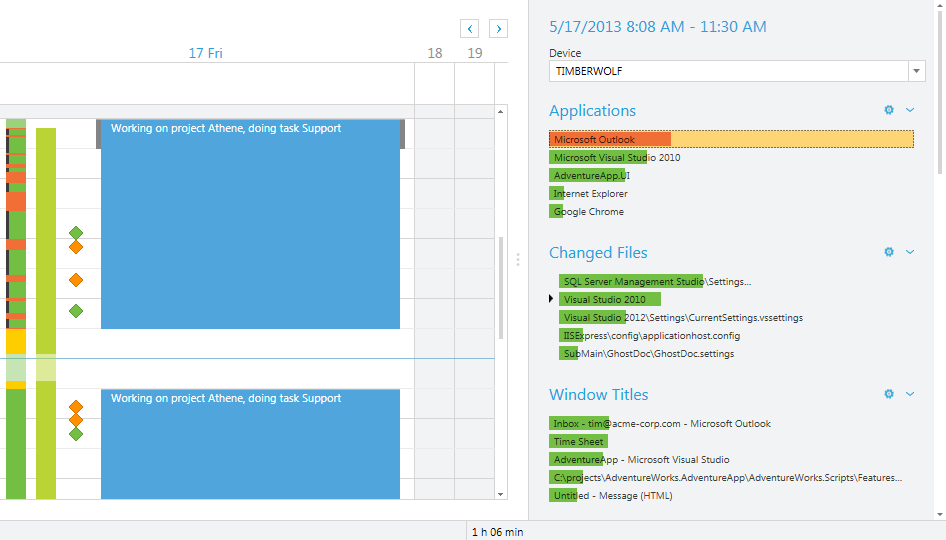 17 Fri
18
19
Working on project Athene, doing task Support
Working on project Athene, doing task Support
5/17/2013 8:08 AM - 11:30 AM
Device
TIMBERWOLF
Applications
Microsoft Outlook
Microsoft Visual Studio 2010
AdventureApp.UI
Internet Explorer
Google Chrome
Changed Files
SQL Server Management Studio\Settings...
Visual Studio 2010
Visual Studio 2012\Settings\CurrentSettings.vssettings
IISExpress\config\applicationhost.config
SubMain\GhostDoc\GhostDoc.settings
Window Titles
Inbox - tim@acme-corp.com - Microsoft Outlook
Time Sheet
AdventureApp - Microsoft Visual Studio
C:\projects\AdventureWorks.AdventureApp\AdventureWorks.Scripts\Features...
Untitled - Message (HTML)
1 h 06 min